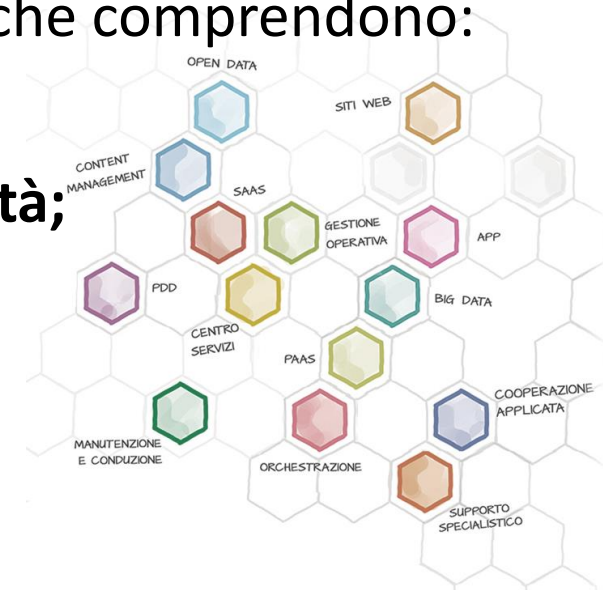 che comprendono:
OPEN DATA
SITI WEB
CONTENT
MANAGEMENT
tà;
SAAS
GESTIONE
OPERATIVA
APP
PDD
BIG DATA
CENTRO
SERVIZI
PAAS
COOPERAZIONE
APPLICATA
MANUTENZIONE
E CONDUZIONE
ORCHESTRAZIONE
SUPPORTO
SPECIALISTICO